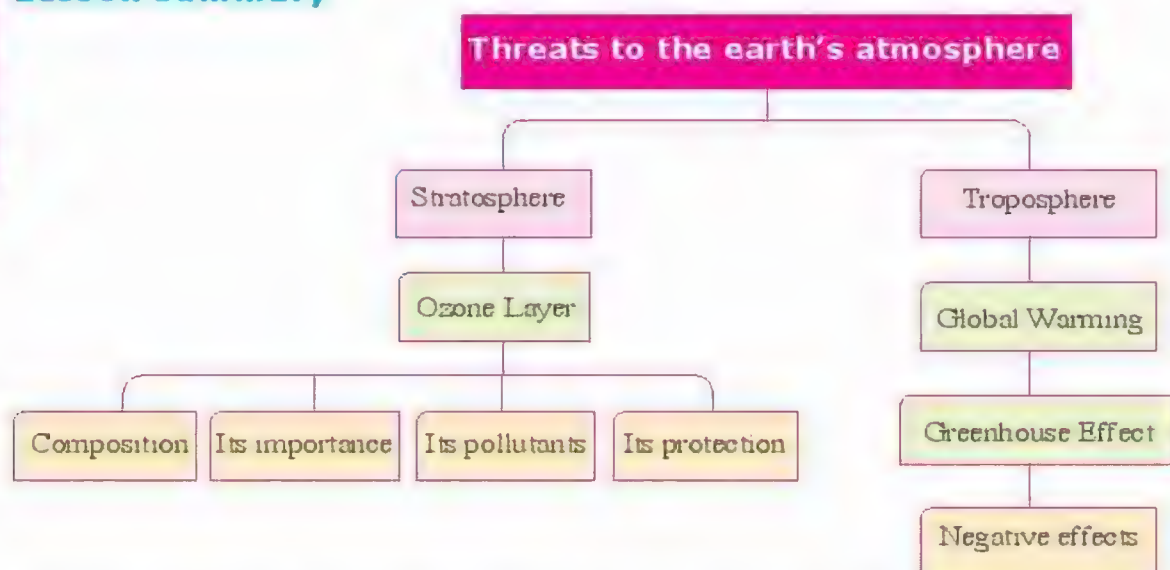 Threats to the earth's atmosphere
Stratosphere
Troposphere
Ozone Layer
Global Warming
Composition
Its importance
Its pollutants
Its protection
Greenhouse Effect
Negative effects